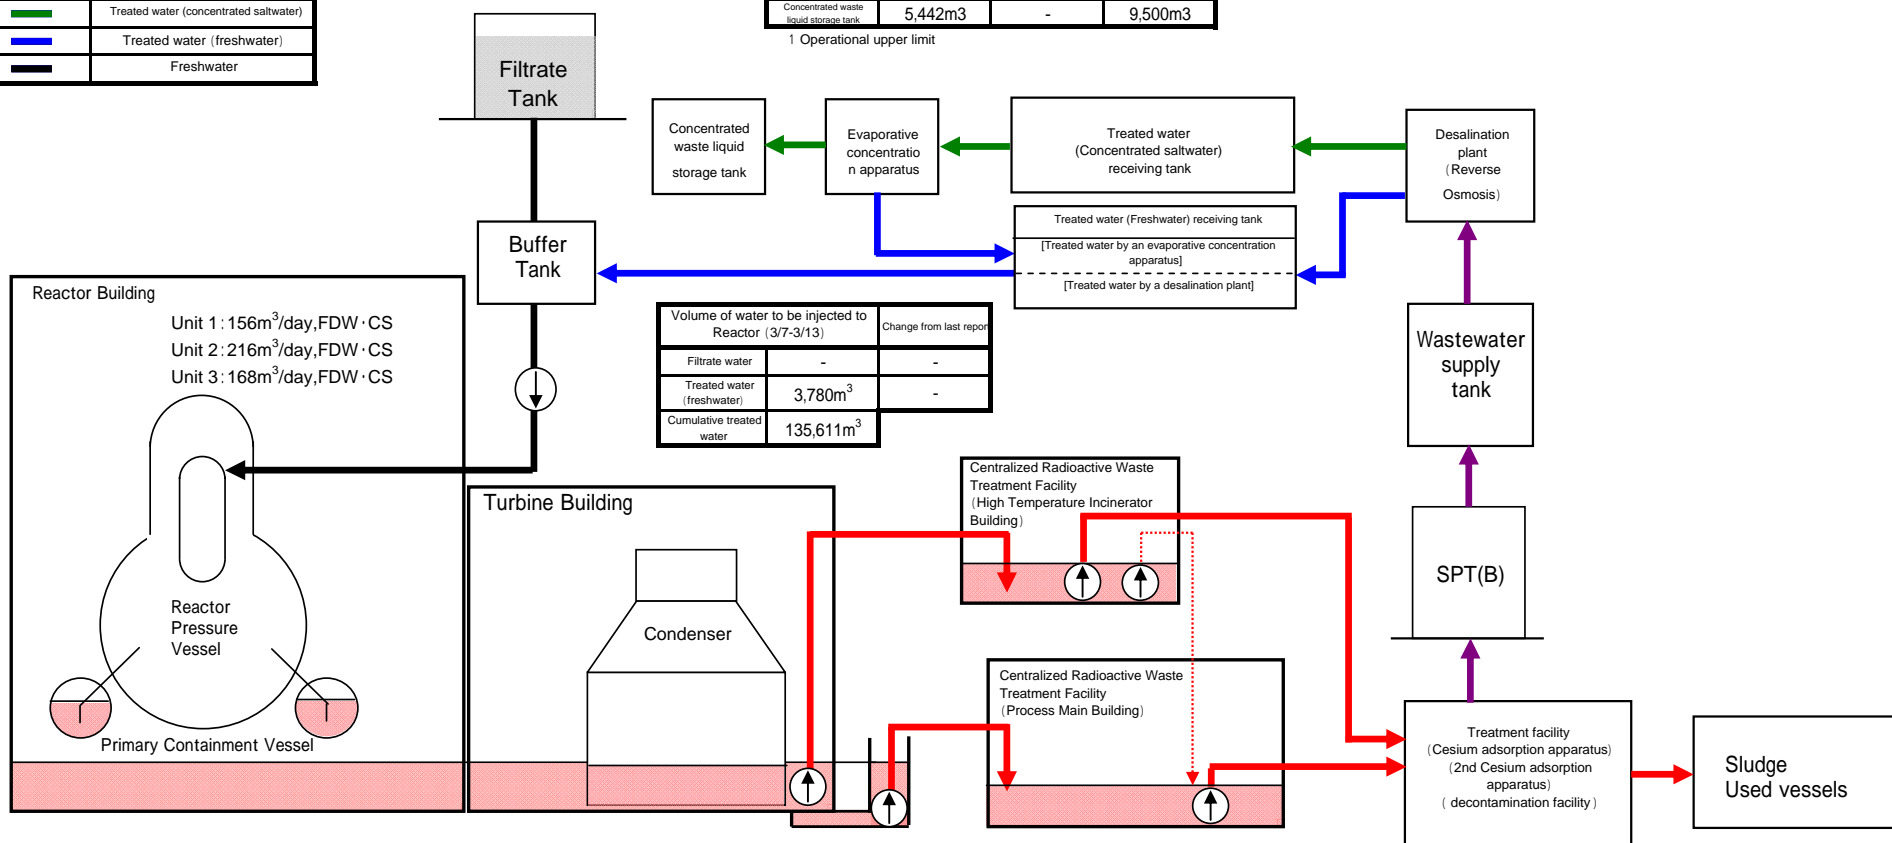 Treated water (concentrated saltwater)
Treated water (freshwater)
Freshwater
Concentrated waste
liquid storage tank
5,442m3
-
9,500m3
1 Operational upper limit
Filtrate
Tank
Concentrated
waste liquid
storage tank
Evaporative
concentratio
n apparatus
Treated water
(Concentrated saltwater)
receiving tank
Desalination
plant
(Reverse
Osmosis)
Treated water (Freshwater) receiving tank
[Treated water by an evaporative concentration
apparatus]
[Treated water by a desalination plant]
Buffer
Tank
Reactor Building
Unit 1:156m³/day,FDW·CS
Unit 2:216m³/day,FDW·CS
Unit 3:168m³/day,FDW·CS
Volume of water to be injected to
Reactor (3/7-3/13)
Change from last repor
Filtrate water
-
-
Treated water
(freshwater)
3,780m³
-
Cumulative treated
water
135,611m³
Wastewater
supply
tank
Centralized Radioactive Waste
Treatment Facility
(High Temperature Incinerator
Building)
Turbine Building
SPT(B)
Condenser
Reactor
Pressure
Vessel
Primary Containment Vessel
Centralized Radioactive Waste
Treatment Facility
(Process Main Building)
Treatment facility
(Cesium adsorption apparatus)
(2nd Cesium adsorption
apparatus)
( decontamination facility)
Sludge
Used vessels